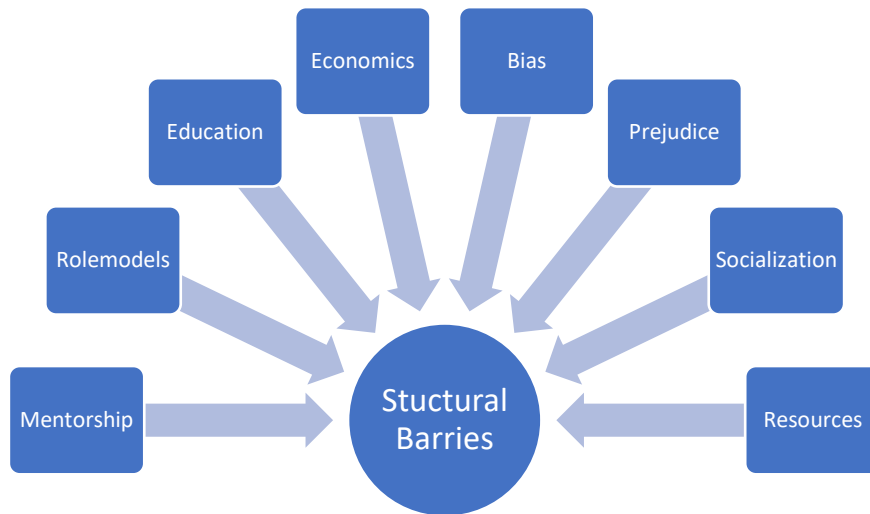 Economics
Bias
Education
Prejudice
Rolemodels
Socialization
Mentorship
Stuctural
Barries
Resources